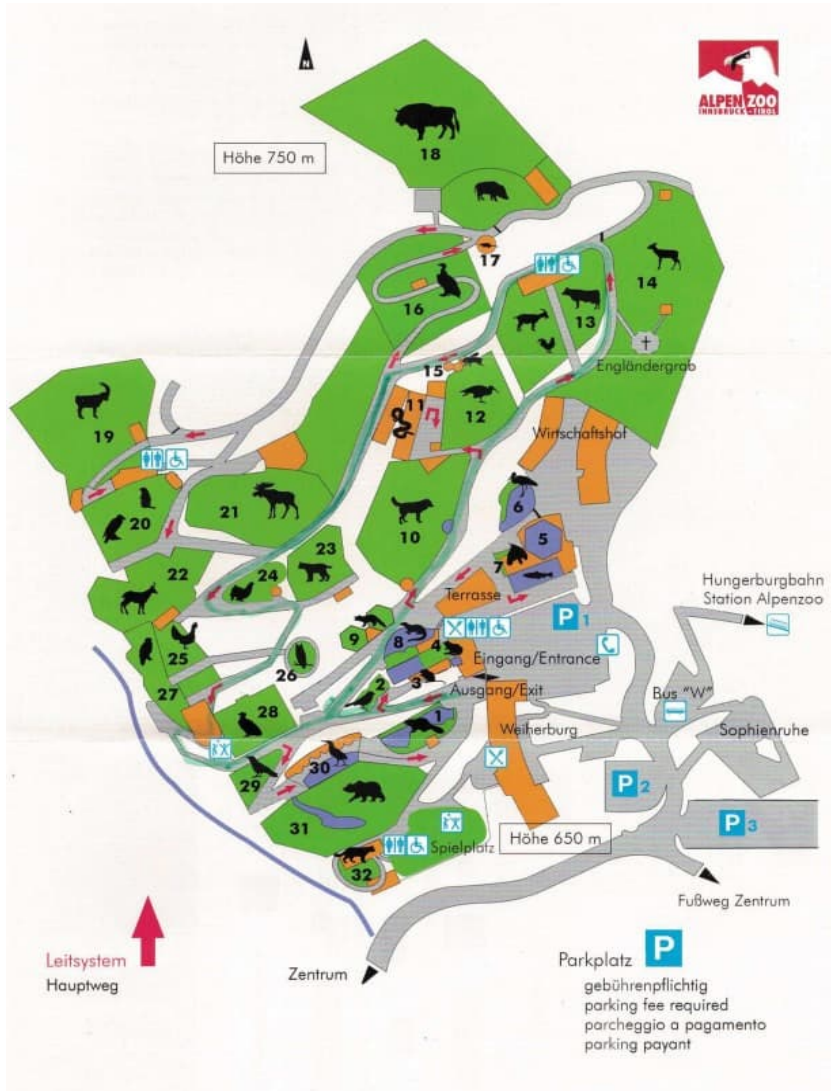 N
ALPEN ZOO
INNSBRUCK-TIROL
18
Höhe 750 m
17
14
16
13
15
11
Engländergrab
12
19
Wirtschaftshof
20
21
6
10
5
23
22
7
24
Terrasse
Hungerburgbahn
Station Alpenzoo
P 1
9
8
4
25
Eingang/Entrance
26
3
Ausgang/Exit
27
2
Bus "W"
28
1
Weiherburg
Sophienruhe
30
29
P 2
31
P 3
Höhe 650 m
Spielplatz
32
Fußweg Zentrum
Leitsystem
Hauptweg
Zentrum
Parkplatz P
gebührenpflichtig
parking fee required
parcheggio a pagamento
parking payant